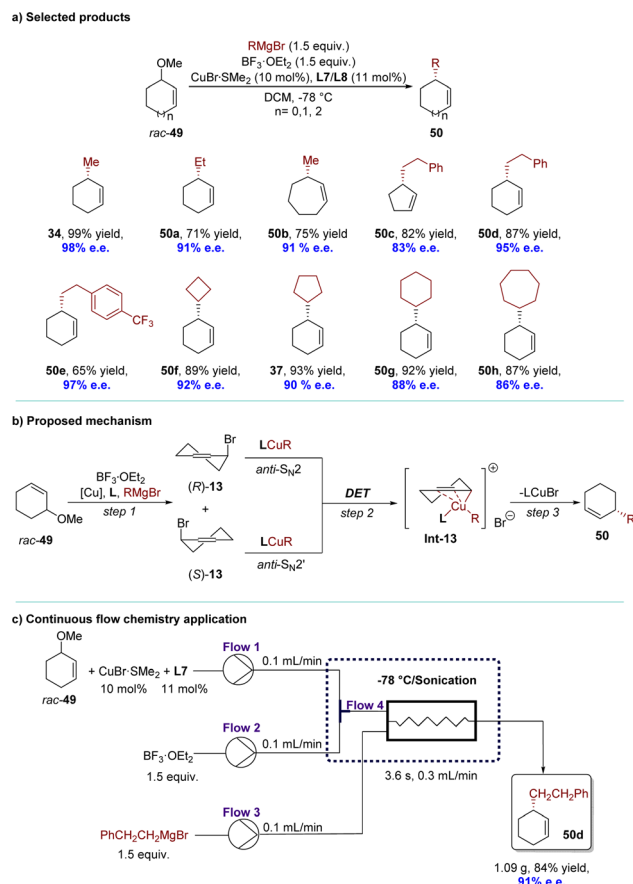 a) Selected products
RMgBr (1.5 equiv.)
BF3·OEt2 (1.5 equiv.)
CuBr·SMe2 (10 mol%), L7/L8 (11 mol%)
DCM, -78 °C
n= 0,1, 2
OMe
( )n
rac-49
R
( )n
50
Me
34, 99% yield,
98% e.e.
Et
50a, 71% yield,
91% e.e.
Me
50b, 75% yield
91 % e.e.
Ph
50c, 82% yield,
83% e.e.
Ph
50d, 87% yield,
95% e.e.
CF3
50e, 65% yield,
97% e.e.
50f, 89% yield,
92% e.e.
37, 93% yield,
90 % e.e.
50g, 92% yield,
88% e.e.
50h, 87% yield,
86% e.e.
b) Proposed mechanism
OMe
rac-49
BF3·OEt2
[Cu], L, RMgBr
step 1
Br
(R)-13
+
Br
(S)-13
LCuR
anti-SN2
LCuR
anti-SN2'
DET
step 2
Cu
L
R
⊕
Br⊖
Int-13
-LCuBr
step 3
R
50
c) Continuous flow chemistry application
OMe
rac-49
+ CuBr·SMe2 + L7
10 mol% 11 mol%
Flow 1
0.1 mL/min
BF3·OEt2
1.5 equiv.
Flow 2
0.1 mL/min
PhCH2CH2MgBr
1.5 equiv.
Flow 3
0.1 mL/min
-78 °C/Sonication
Flow 4
3.6 s, 0.3 mL/min
CH2CH2Ph
50d
1.09 g, 84% yield,
91% e.e.